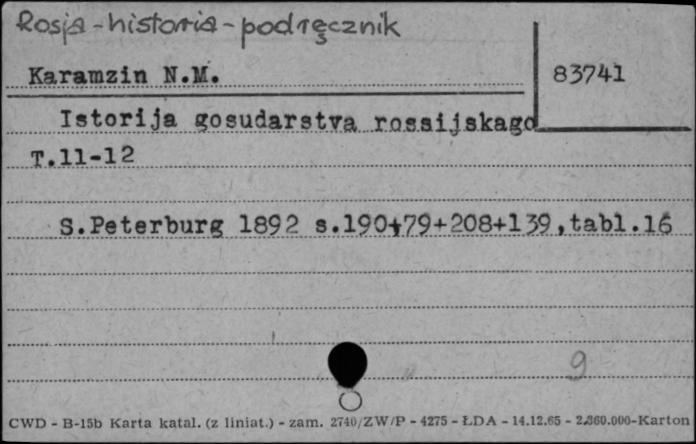 Rosja - historia - podręcznik
Karamzin N.M.
83741
Istorija gosudarstva rossijskago
T.11-12
S.Peterburg 1892 s.190+79+208+139,tabl.16
9
CWD - B-15b Karta katal. (z liniat.) - zam. 2740/ZW/P - 4275 - ŁDA - 14.12.65 - 2.360.000-Karton